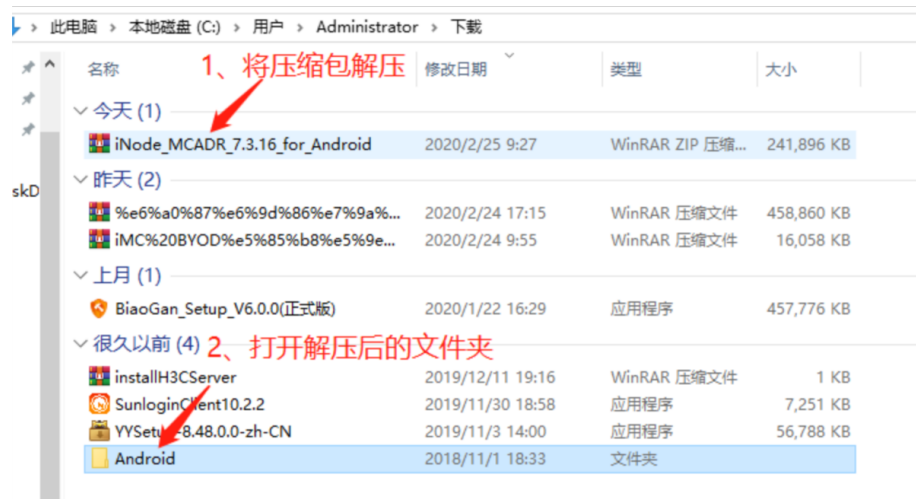 此电脑 > 本地磁盘 (C:) > 用户 > Administrator > 下载
1、将压缩包解压
名称 修改日期 类型 大小
今天 (1)
iNode_MCADR_7.3.16_for_Android 2020/2/25 9:27 WinRAR ZIP 压缩... 241,896 KB
昨天 (2)
skD
%e6%a0%87%e6%9d%86%e7%9a%... 2020/2/24 17:15 WinRAR 压缩文件 458,860 KB
iMC%20BYOD%e5%85%b8%e5%9e... 2020/2/24 9:55 WinRAR 压缩文件 16,058 KB
上月 (1)
BiaoGan_Setup_V6.0.0(正式版) 2020/1/22 16:29 应用程序 457,776 KB
很久以前 (4)
2、打开解压后的文件夹
installH3CServer 2019/12/11 19:16 WinRAR 压缩文件 1 KB
SunloginClient10.2.2 2019/11/30 18:58 应用程序 7,251 KB
YYSetup-8.48.0.0-zh-CN 2019/11/3 14:00 应用程序 56,788 KB
Android 2018/11/1 18:33 文件夹